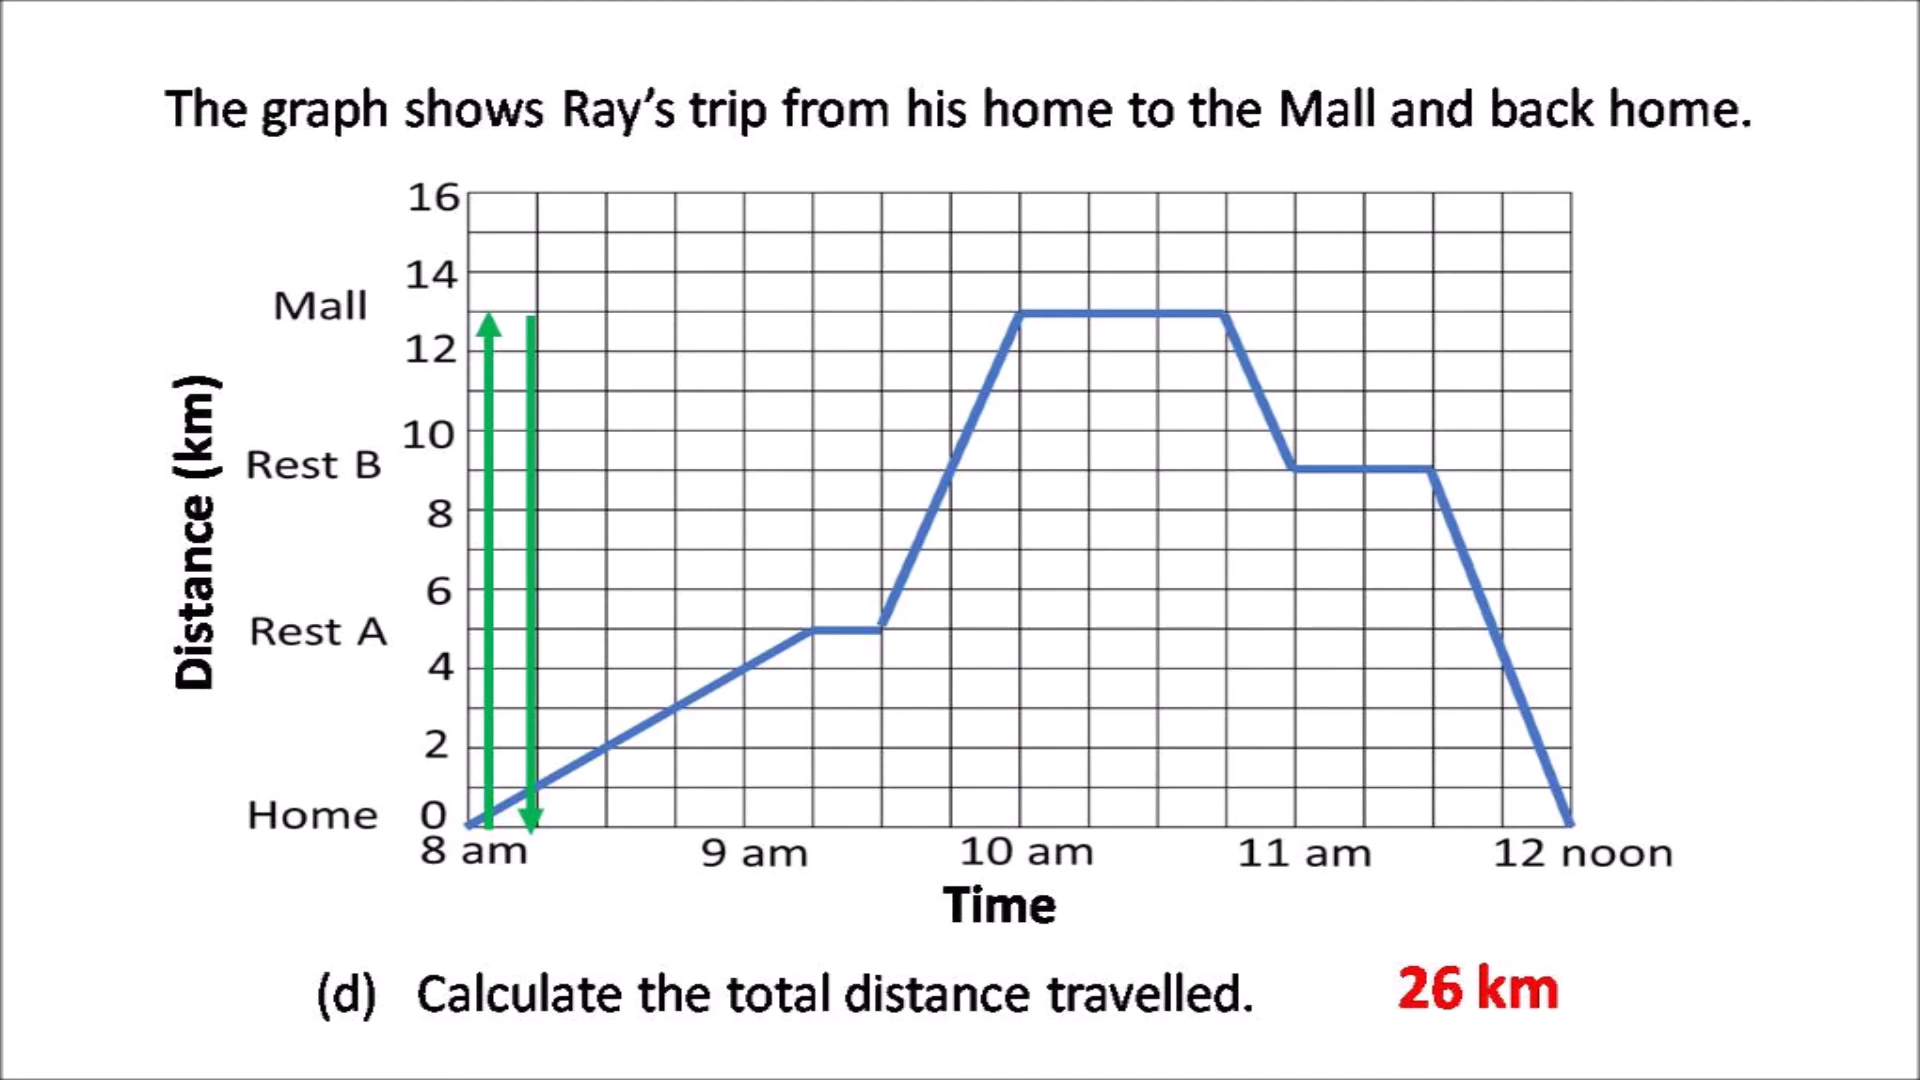 The graph shows Ray's trip from his home to the Mall and back home.
16
14
Mall
12
10
Rest B
8
6
Rest A
4
2
Home 0
Distance (km)
8 am 9 am 10 am 11 am 12 noon
Time
(d) Calculate the total distance travelled. 26 km